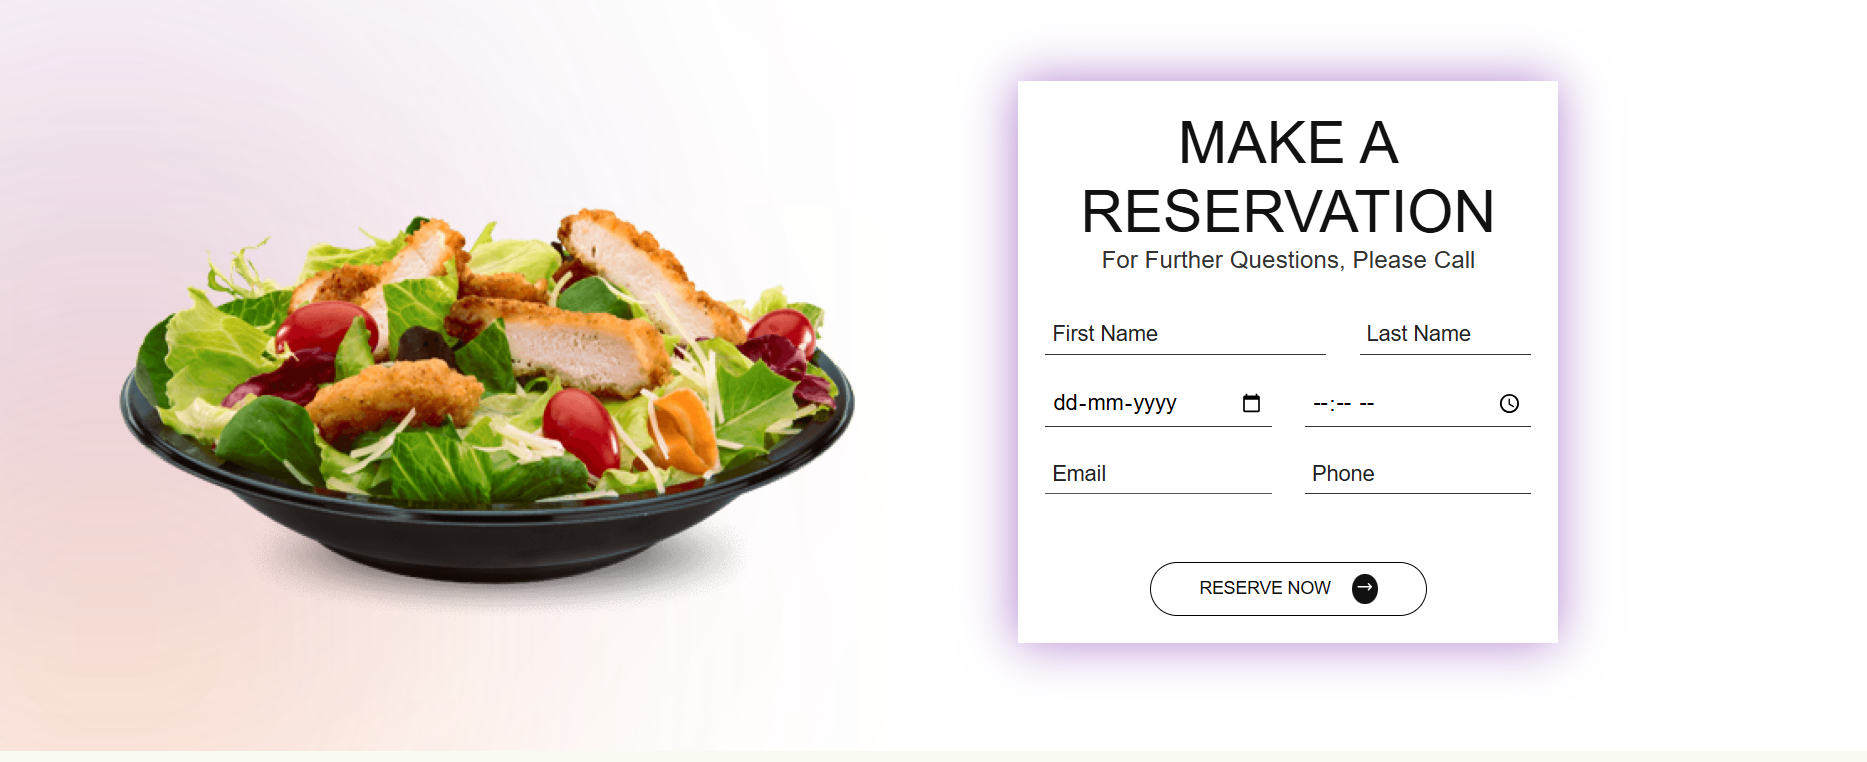 MAKE A
RESERVATION
For Further Questions, Please Call
First Name Last Name
dd-mm-yyyy --:-- --
Email Phone
RESERVE NOW